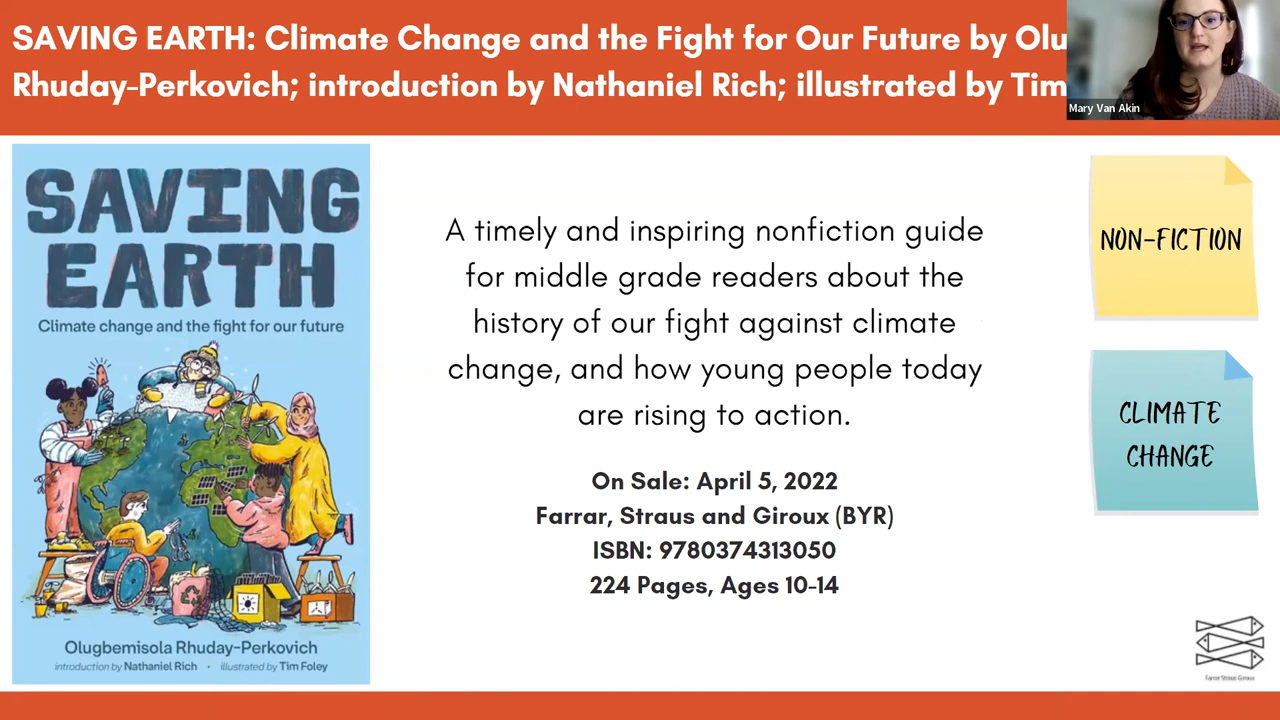 SAVING EARTH: Climate Change and the Fight for Our Future by Olu
Rhuday-Perkovich; introduction by Nathaniel Rich; illustrated by Tim
Mary Van Akin
SAVING
EARTH
Climate change and the fight for our future
Olugbemisola Rhuday-Perkovich
introduction by Nathaniel Rich · illustrated by Tim Foley
A timely and inspiring nonfiction guide
for middle grade readers about the
history of our fight against climate
change, and how young people today
are rising to action.
On Sale: April 5, 2022
Farrar, Straus and Giroux (BYR)
ISBN: 9780374313050
224 Pages, Ages 10-14
NON-FICTION
CLIMATE
CHANGE
Farrar Straus Giroux